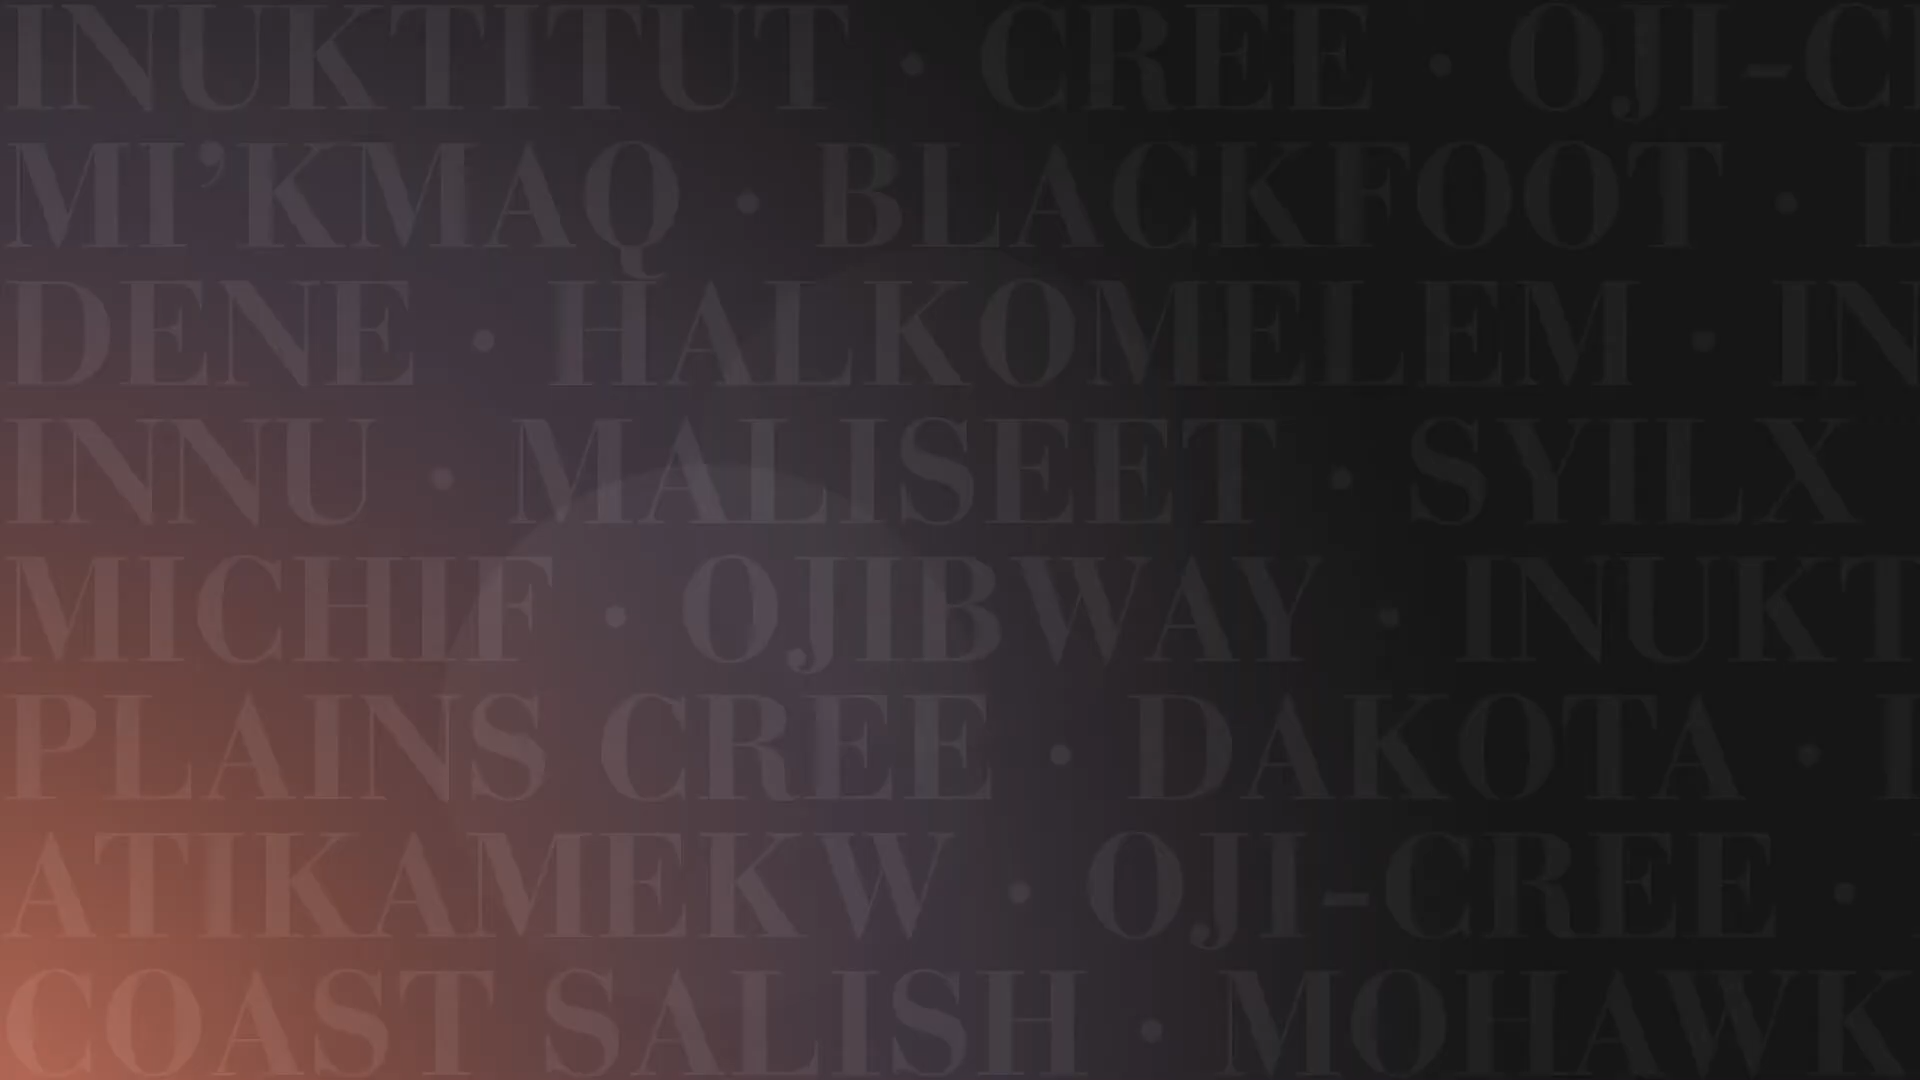 INUKTITUT · CREE · OJI-C
MI’KMAQ · BLACKFOOT ·
DENE · HALKOMELEM · IN
INNU · MALISEET · SYILX
MICHIF · OJIBWAY · INUKT
PLAINS CREE · DAKOTA ·
ATIKAMEKW · OJI-CREE ·
COAST SALISH · MOHAWK